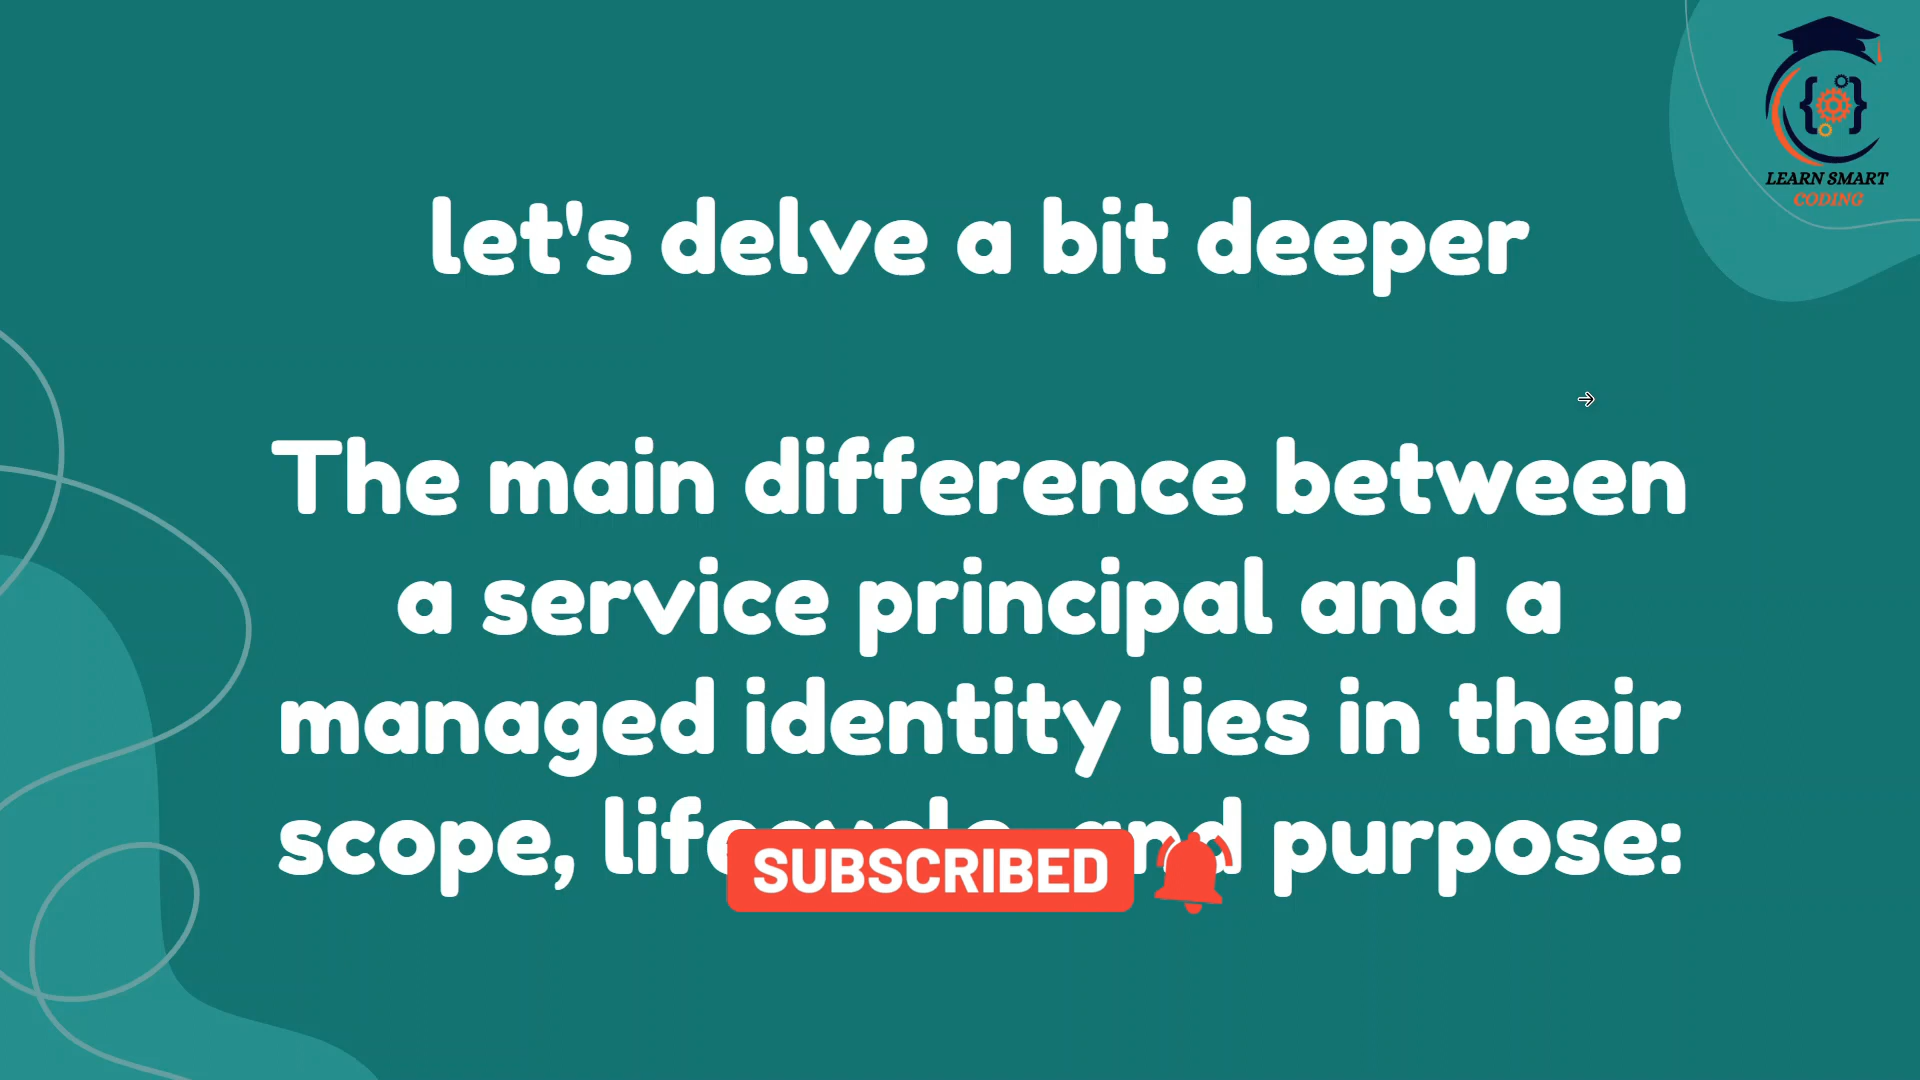 LEARN SMART
CODING
let's delve a bit deeper
The main difference between
a service principal and a
managed identity lies in their
scope, and purpose:
SUBSCRIBED